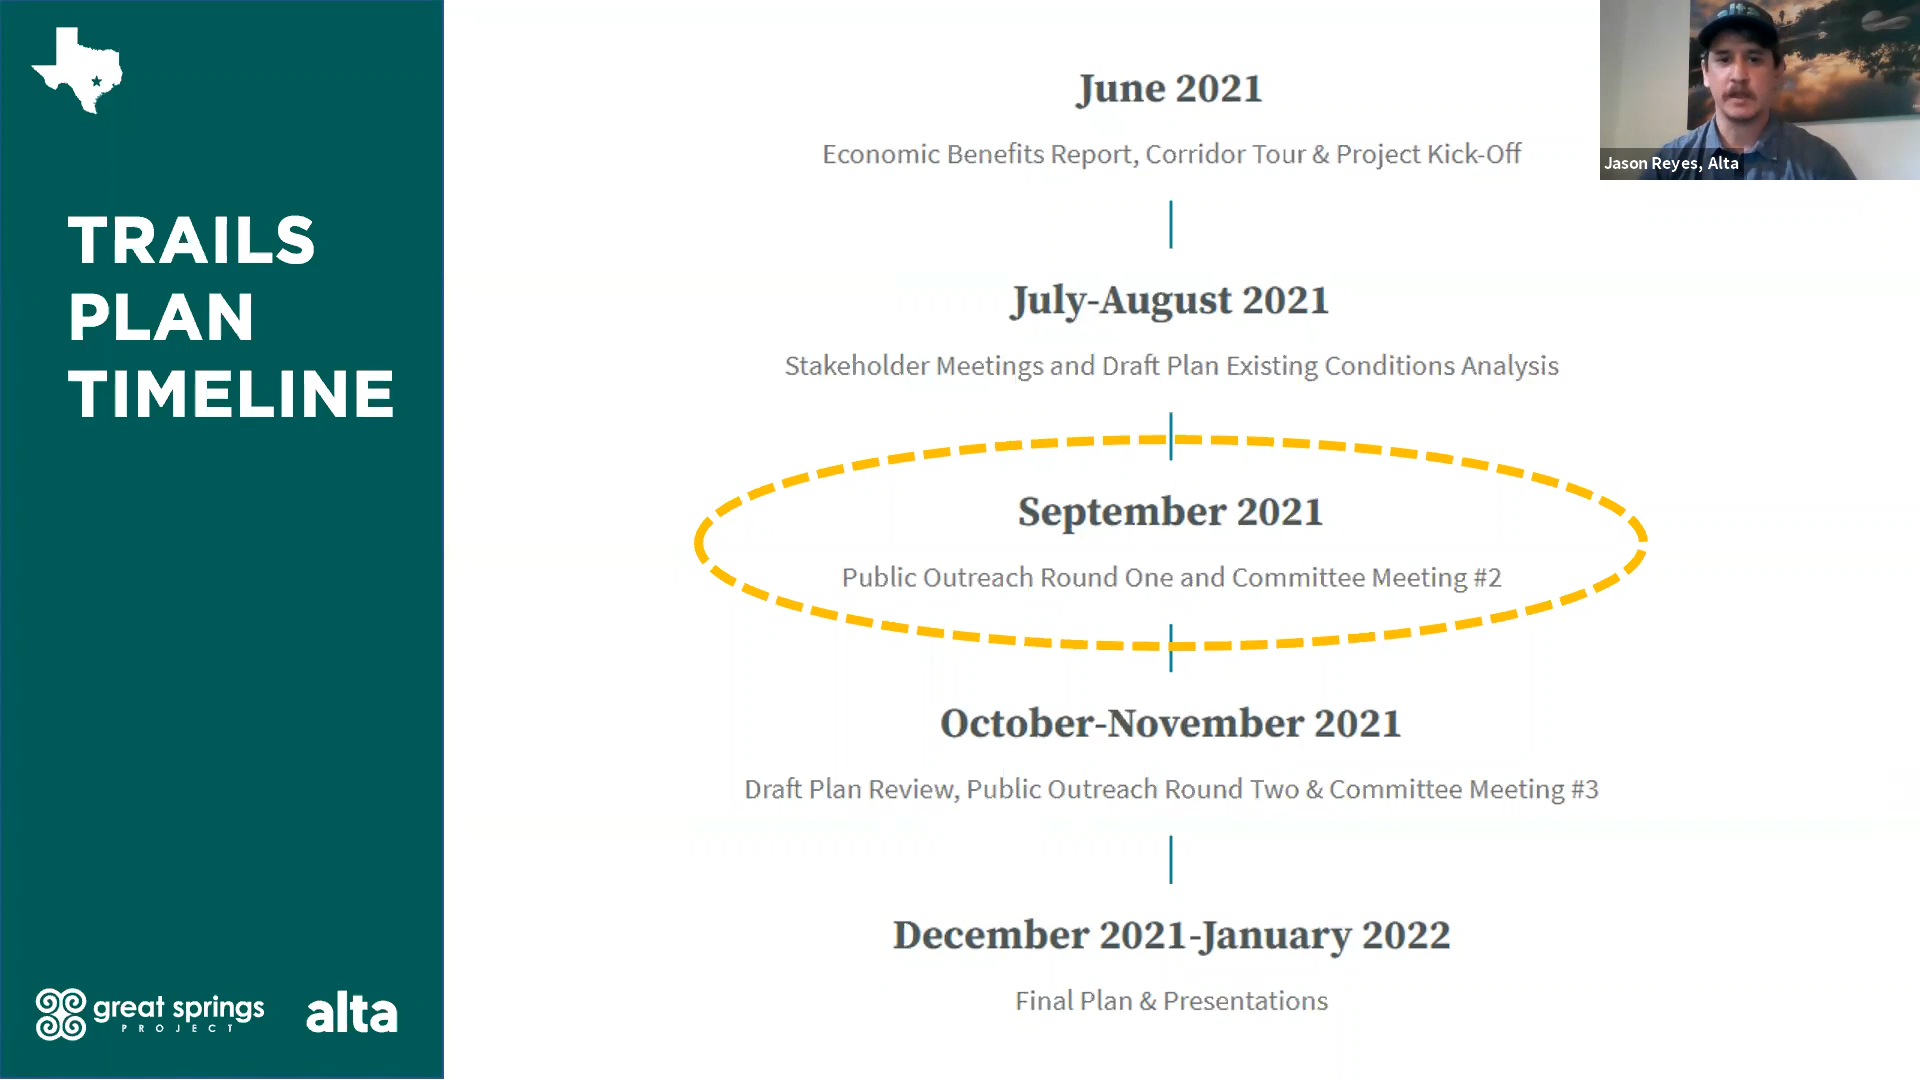 TRAILS
PLAN
TIMELINE
great springs
PROJECT
alta
June 2021
Economic Benefits Report, Corridor Tour & Project Kick-Off
July-August 2021
Stakeholder Meetings and Draft Plan Existing Conditions Analysis
September 2021
Public Outreach Round One and Committee Meeting #2
October-November 2021
Draft Plan Review, Public Outreach Round Two & Committee Meeting #3
December 2021-January 2022
Final Plan & Presentations
alta
Jason Reyes, Alta